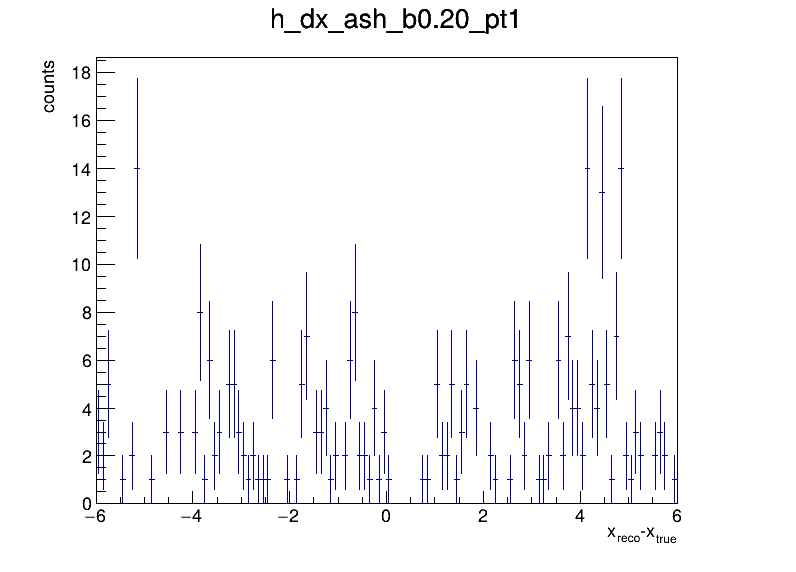 h_dx_ash_b0.20_pt1
counts
18
16
14
12
10
8
6
4
2
0
−6 −4 −2 0 2 4 6
x_reco-x_true